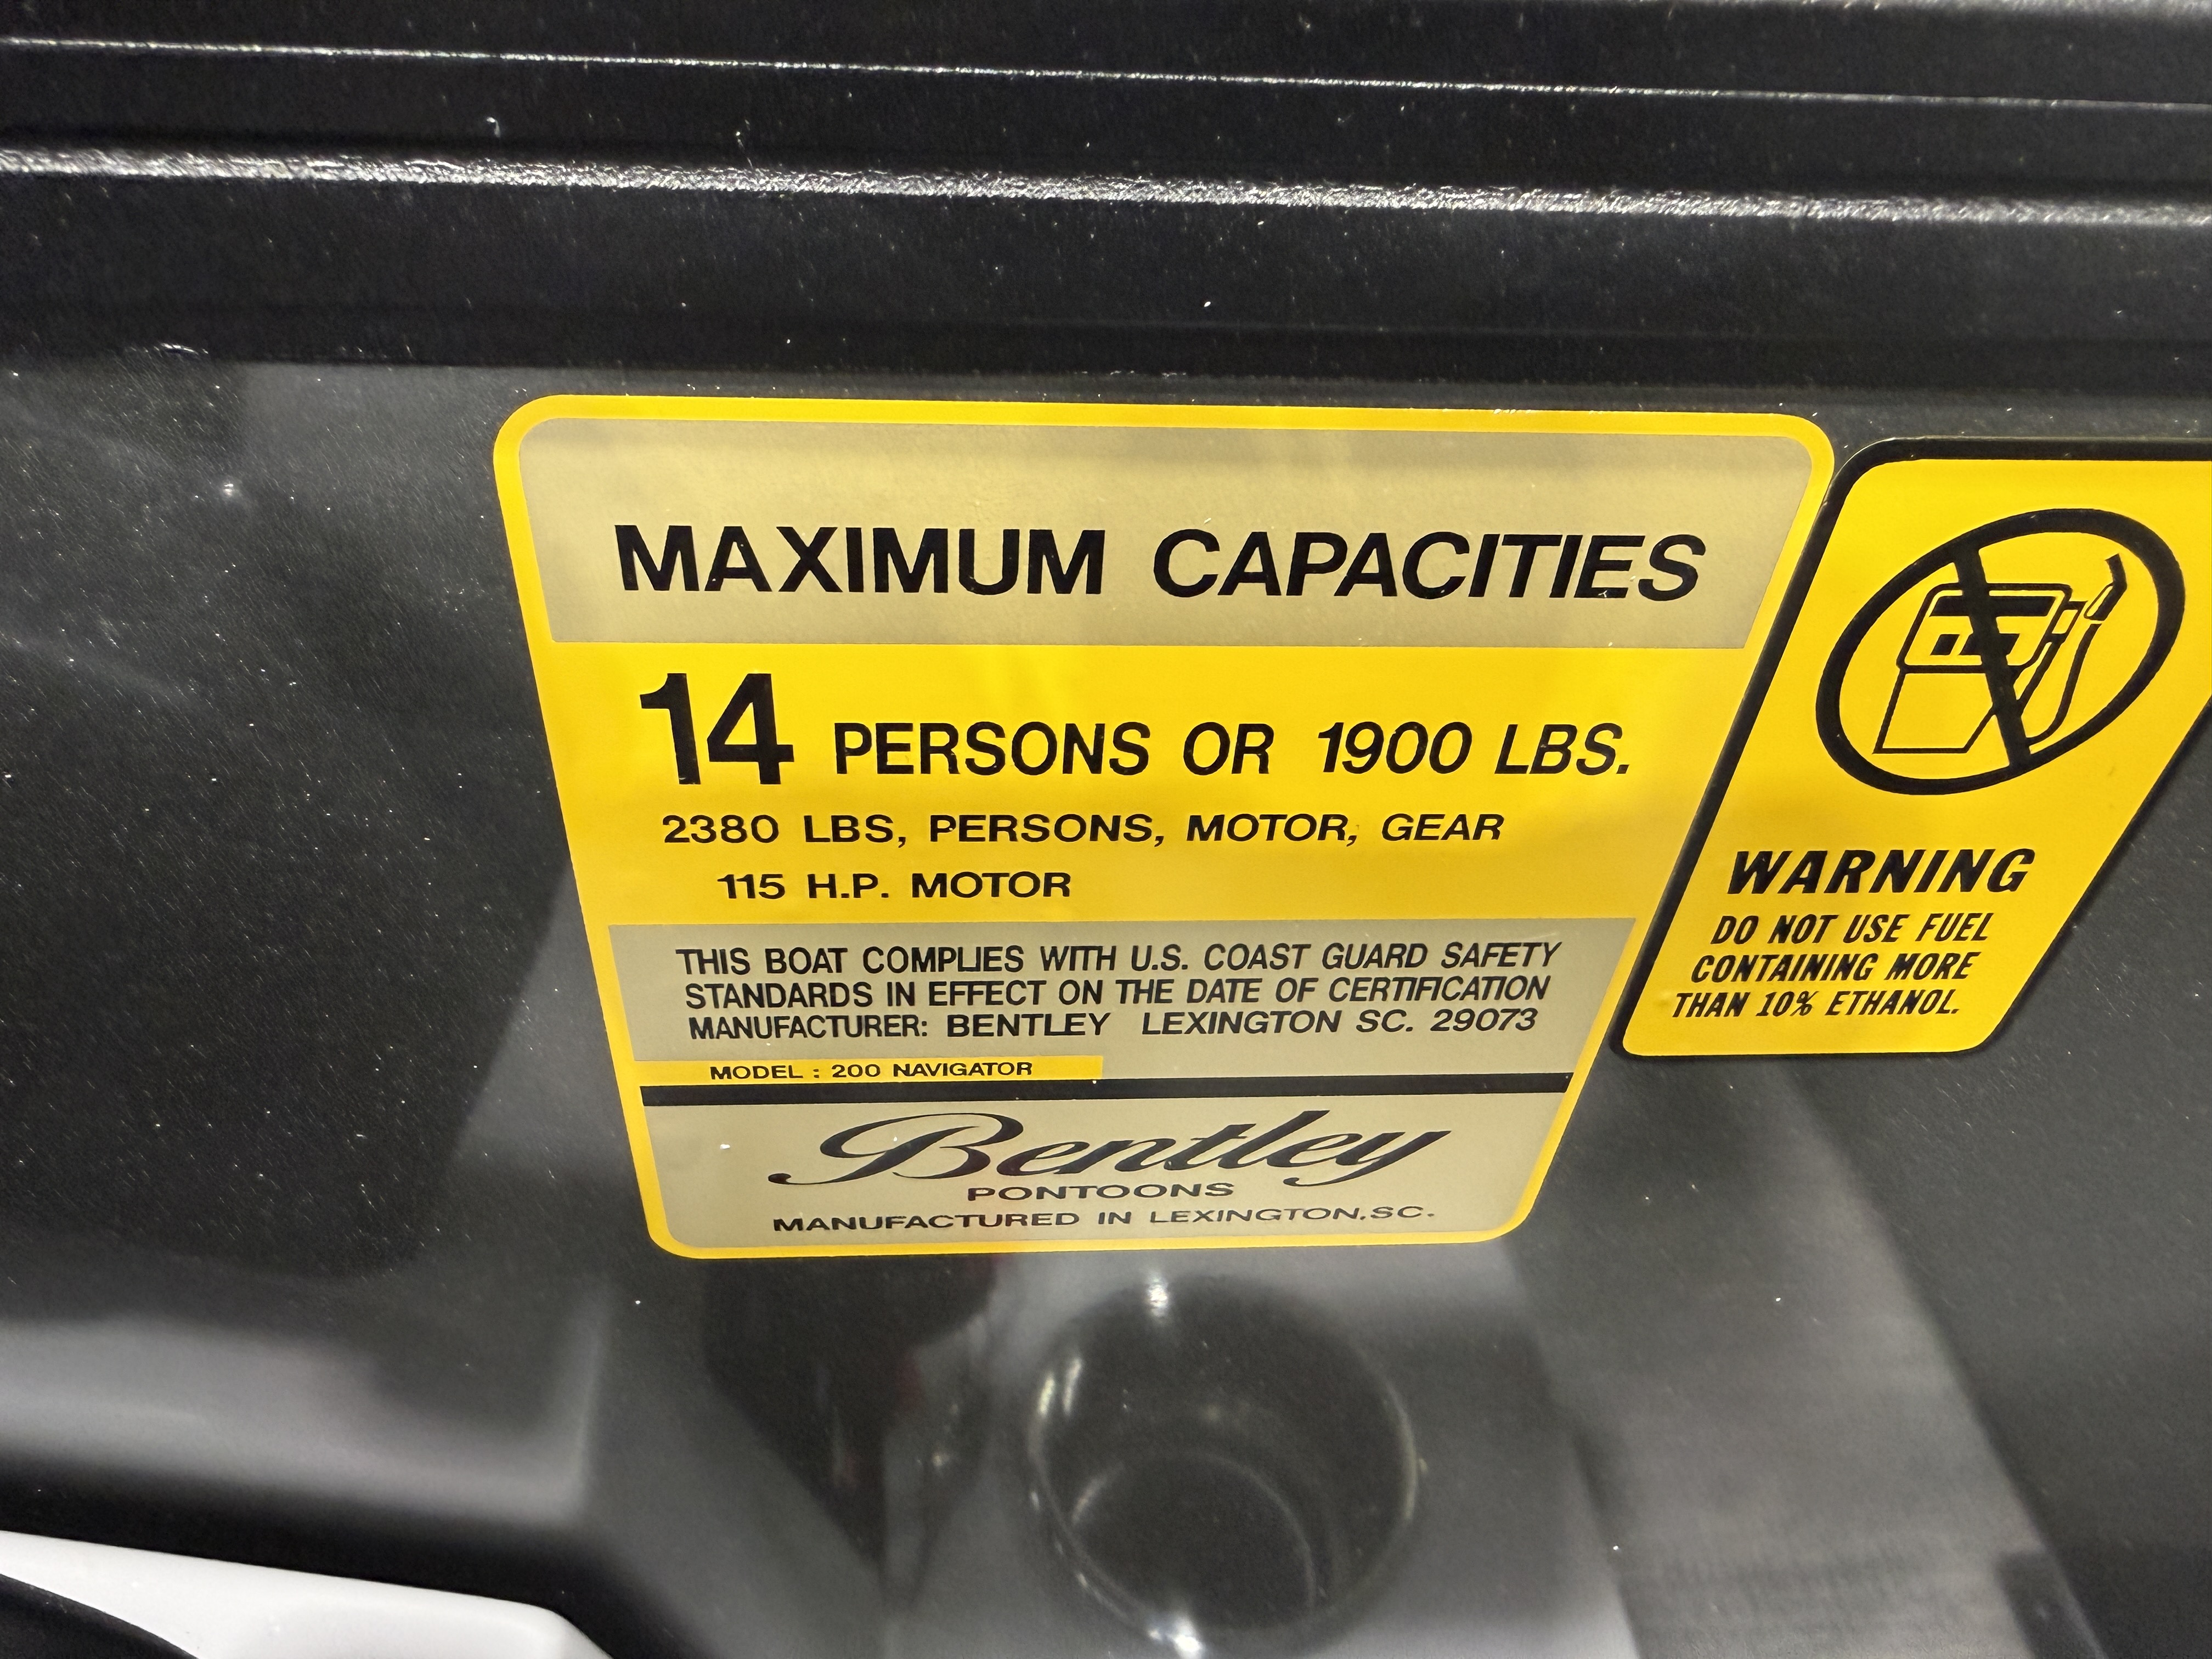 MAXIMUM CAPACITIES
14 PERSONS OR 1900 LBS.
2380 LBS, PERSONS, MOTOR, GEAR
115 H.P. MOTOR
THIS BOAT COMPLIES WITH U.S. COAST GUARD SAFETY
STANDARDS IN EFFECT ON THE DATE OF CERTIFICATION
MANUFACTURER: BENTLEY LEXINGTON SC. 29073
MODEL : 200 NAVIGATOR
Bentley
PONTOONS
MANUFACTURED IN LEXINGTON,SC.
WARNING
DO NOT USE FUEL
CONTAINING MORE
THAN 10% ETHANOL.